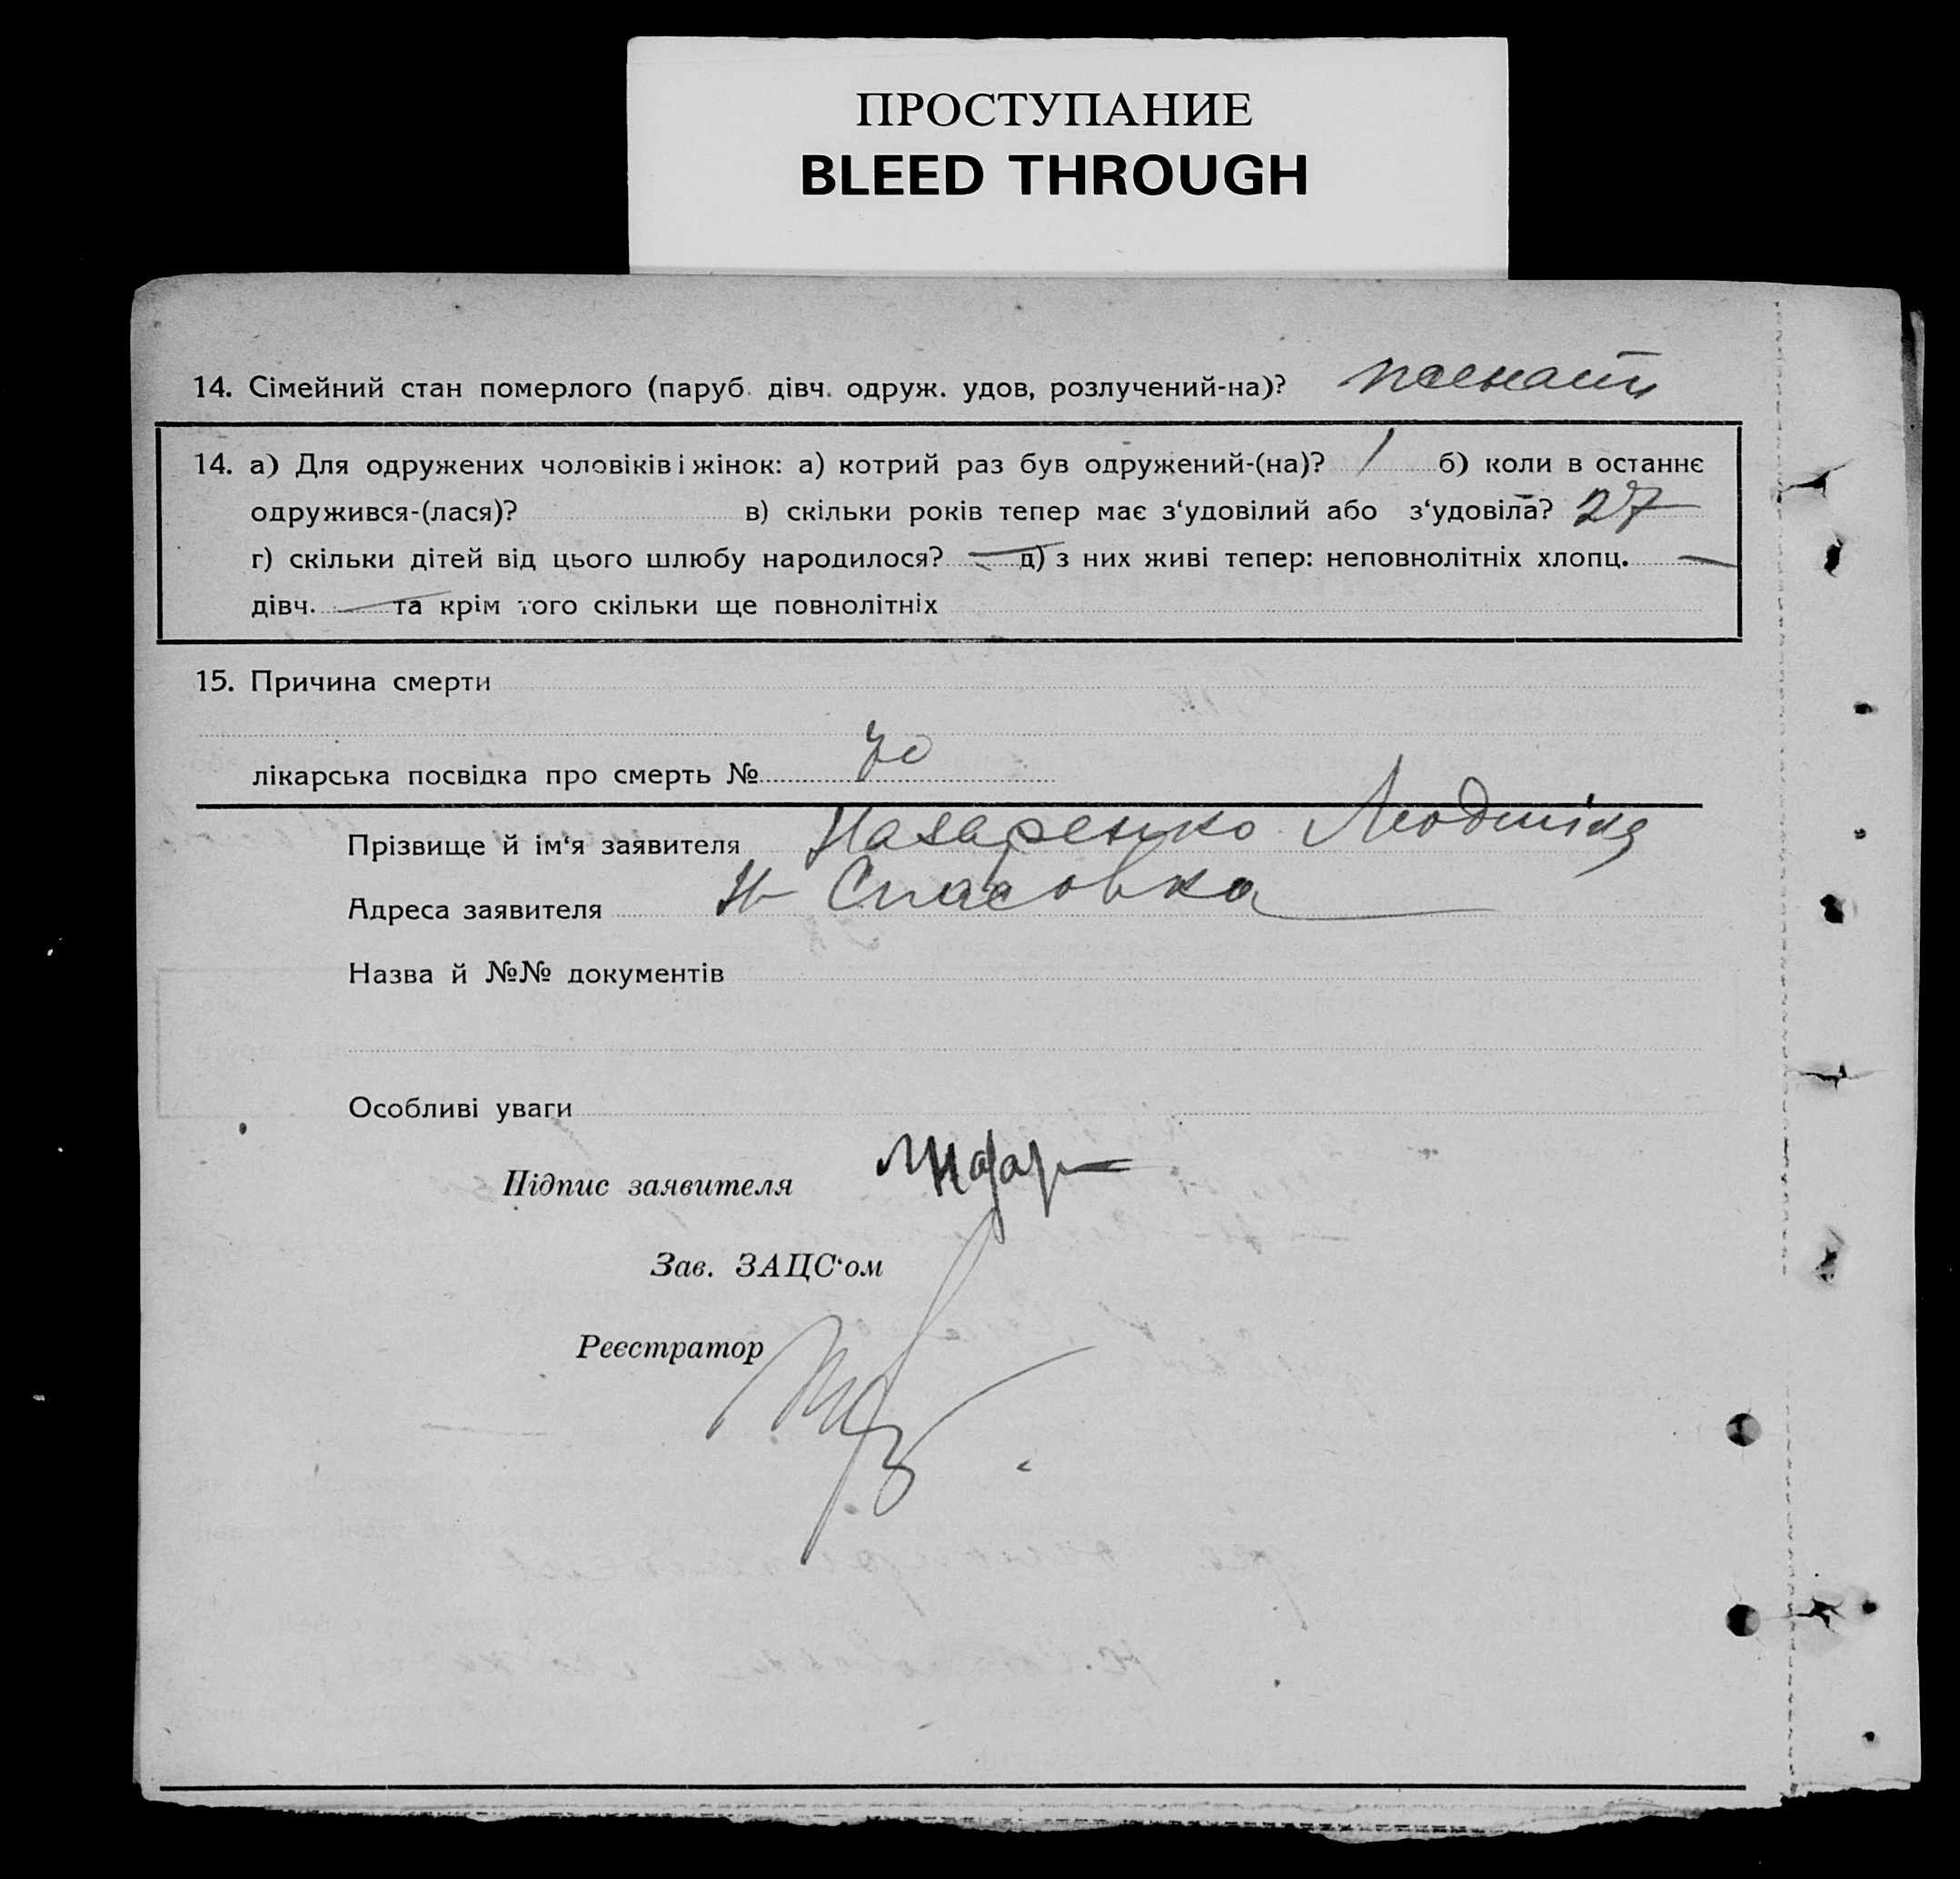 ПРОСТУПАНИЕ
BLEED THROUGH
14. Сімейний стан померлого (паруб. дівч. одруж. удов, розлучений-на)? женати
14. а) Для одружених чоловіків і жінок: а) котрий раз був одружений-(на)? 1 б) коли в останнє
одружився-(лася)? в) скільки років тепер має з‘удовілий або з‘удовіла? 27
г) скільки дітей від цього шлюбу народилося? — д) з них живі тепер: неповнолітніх хлопц. —
дівч. — та крім того скільки ще повнолітніх
15. Причина смерти
лікарська посвідка про смерть № 70
Прізвище й ім‘я заявителя Назаренко
Адреса заявителя Н Спасовка
Назва й №№ документів
Особливі уваги
Підпис заявителя
Зав. ЗАЦС‘ом
Реєстратор